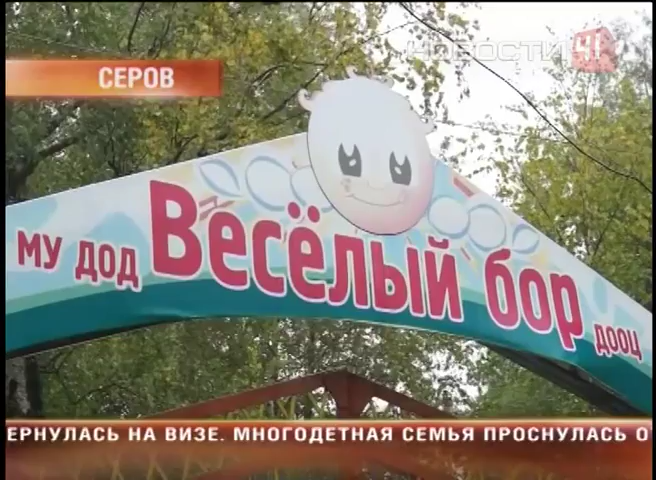 НОВОСТИ 41
СЕРОВ
МУ ДОД Весёлый бор ДООЦ
ЕРНУЛАСЬ НА ВИЗЕ. МНОГОДЕТНАЯ СЕМЬЯ ПРОСНУЛАСЬ О